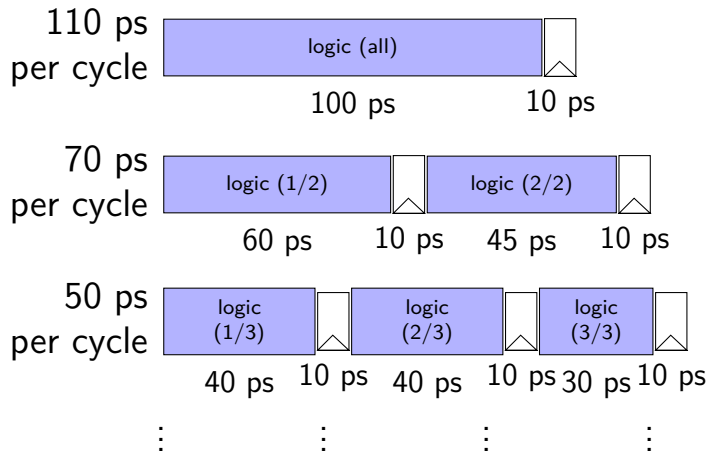 110 ps
per cycle
logic (all)
100 ps
10 ps
70 ps
per cycle
logic (1/2)
logic (2/2)
60 ps
10 ps
45 ps
10 ps
50 ps
per cycle
logic
(1/3)
logic
(2/3)
logic
(3/3)
40 ps
10 ps
40 ps
10 ps
30 ps
10 ps